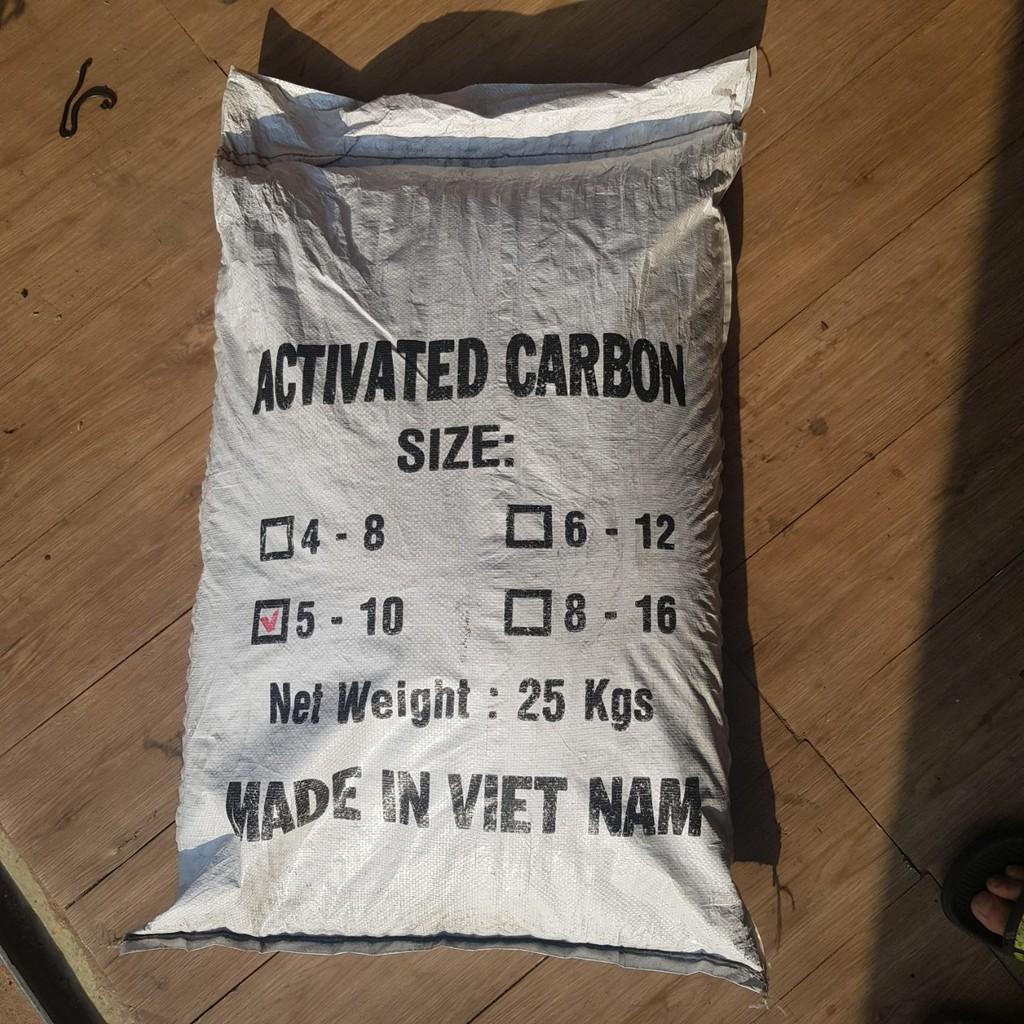 ACTIVATED CARBON
SIZE:
4 - 8 6 - 12
5 - 10 8 - 16
Net Weight : 25 Kgs
MADE IN VIET NAM